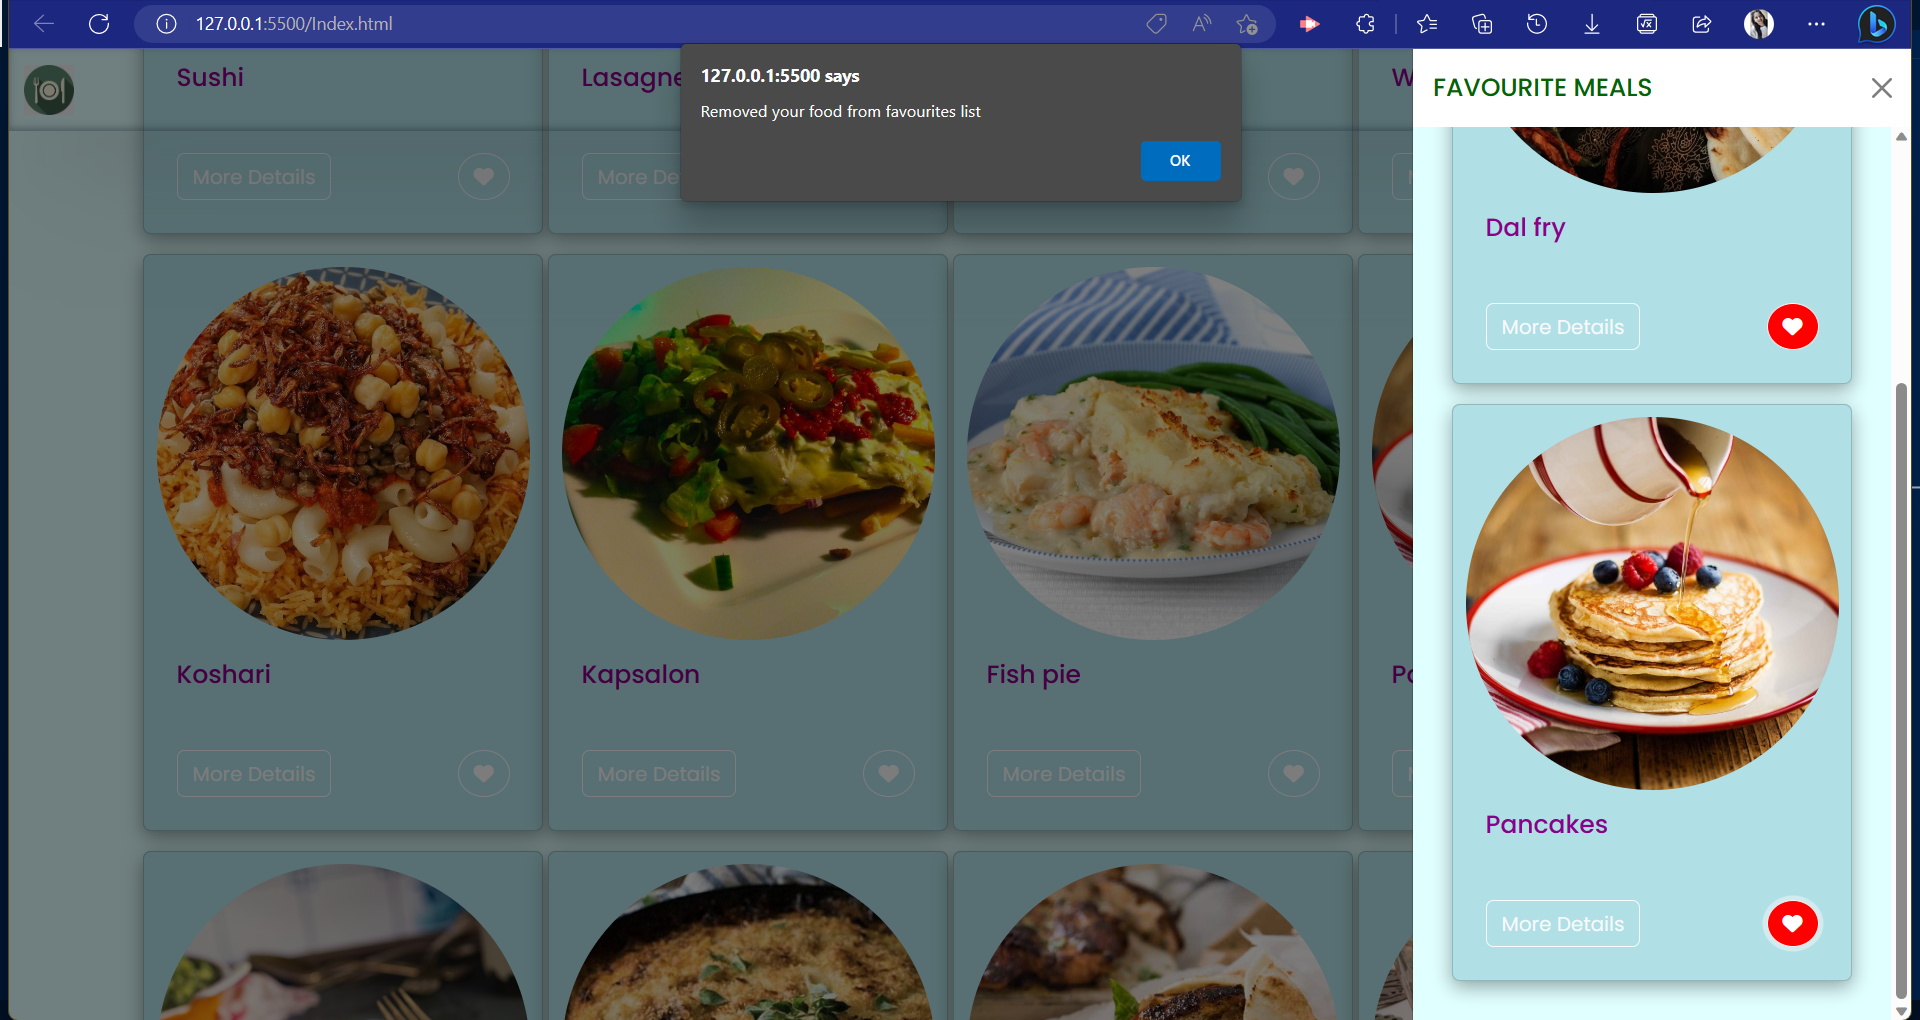 127.0.0.1:5500/Index.html
127.0.0.1:5500 says
Removed your food from favourites list
OK
Sushi
Lasagne
More Details
More De
Koshari
Kapsalon
Fish pie
More Details
More Details
More Details
FAVOURITE MEALS
Dal fry
More Details
Pancakes
More Details